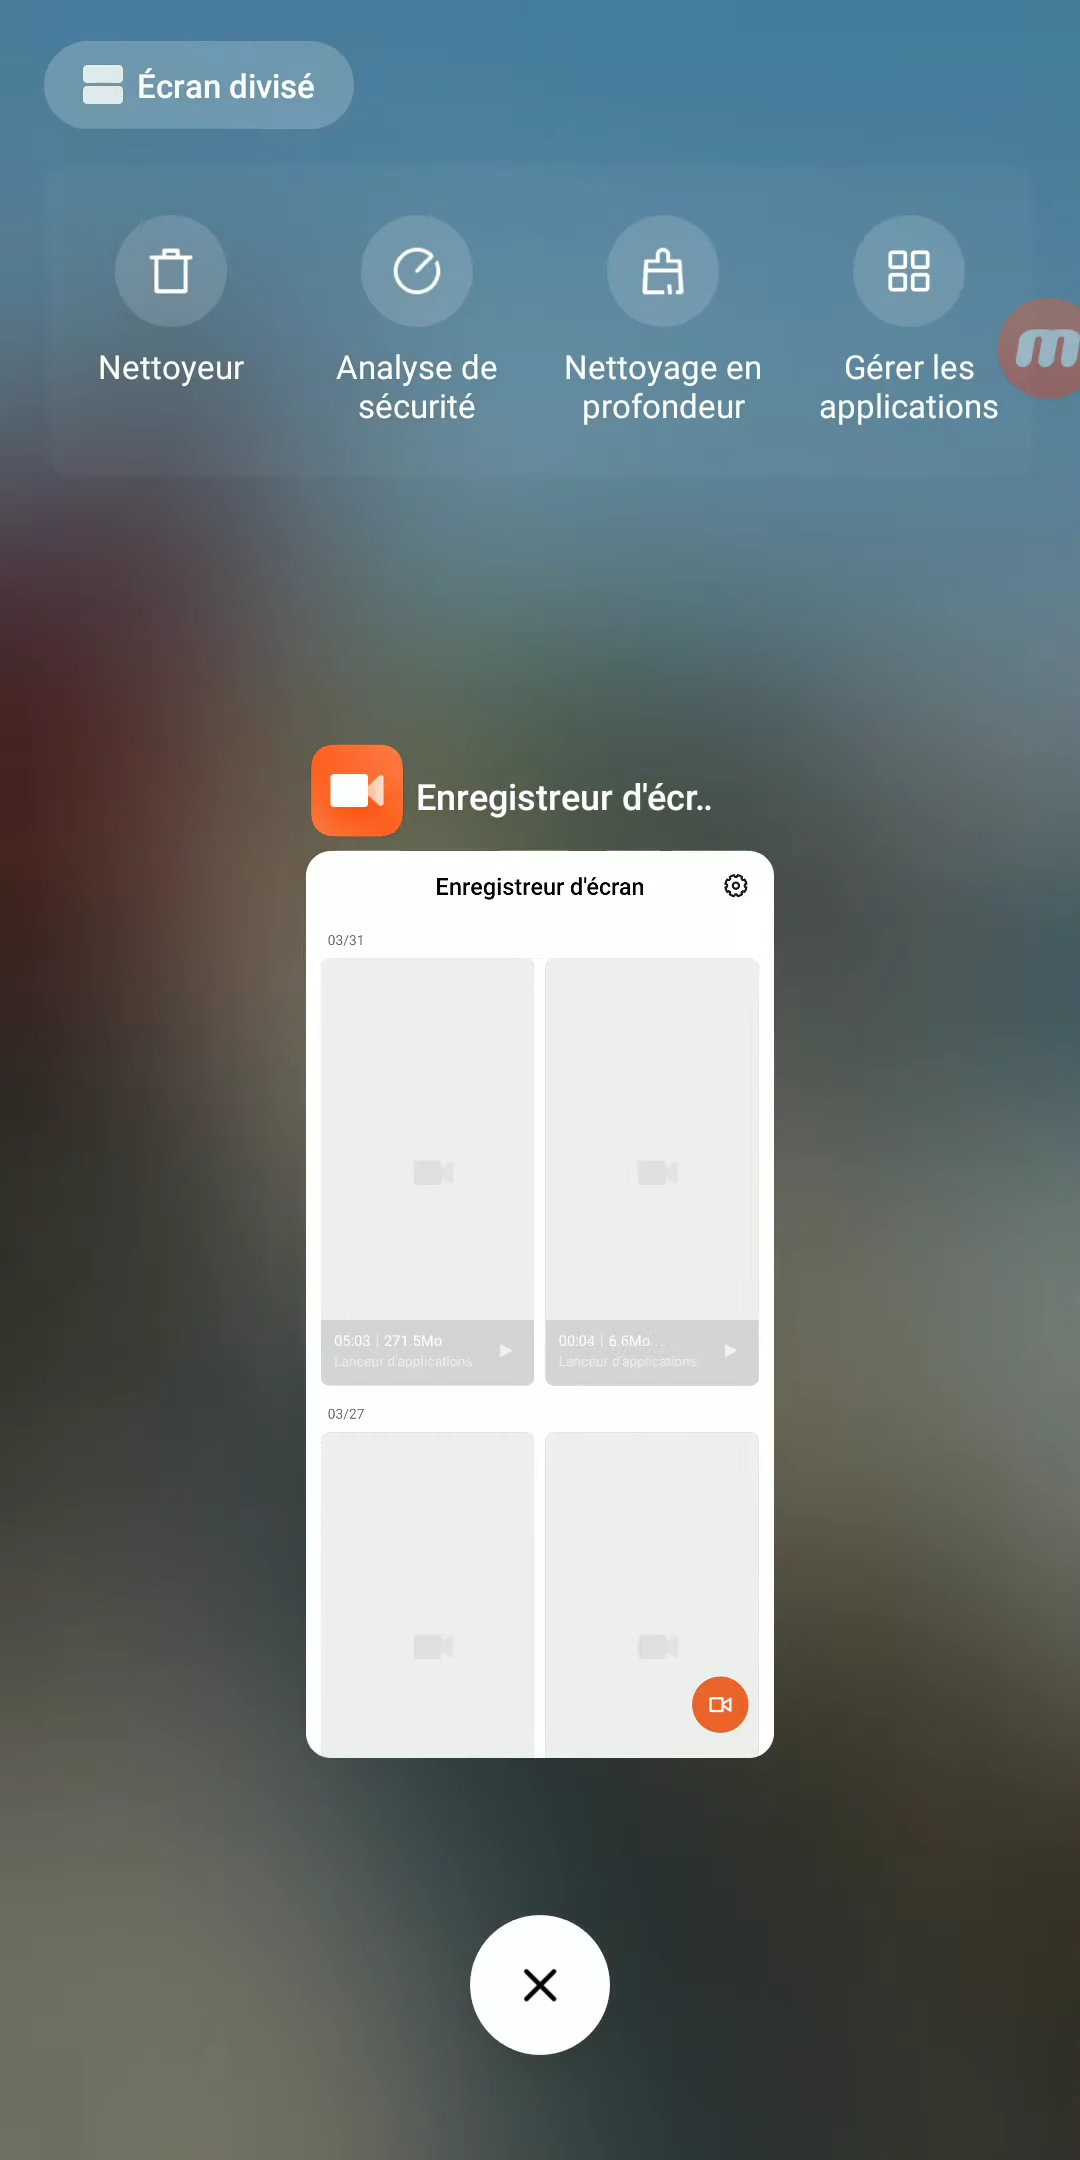 Écran divisé
Nettoyeur
Analyse de
sécurité
Nettoyage en
profondeur
Gérer les
applications
Enregistreur d'écr..
Enregistreur d'écran
03/31
05:03 | 271.5Mo
Lanceur d'applications
00:04 | 6.6Mo
Lanceur d'applications
03/27